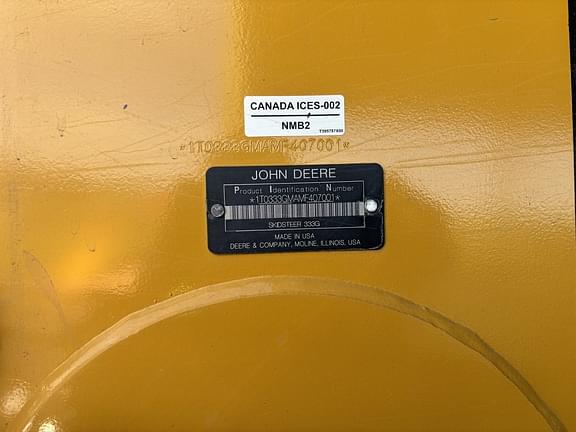 CANADA ICES-002
NMB2
*1T0333GMAMF407001*
JOHN DEERE
Product Identification Number
*1T0333GMAMF407001*
SKIDSTEER 333G
MADE IN USA
DEERE & COMPANY, MOLINE, ILLINOIS, USA